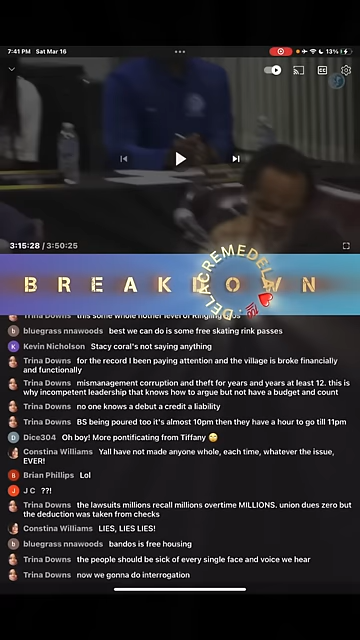 7:41 PM Sat Mar 16
13%
3:15:28 / 3:50:25
BREAKDOWN
CREMEDELA
Trina Downs this some whole nother level of Ringling
bluegrass nnawoods best we can do is some free skating rink passes
Kevin Nicholson Stacy coral's not saying anything
Trina Downs for the record I been paying attention and the village is broke financially
and functionally
Trina Downs mismanagement corruption and theft for years and years at least 12. this is
why incompetent leadership that knows how to argue but not have a budget and count
Trina Downs no one knows a debut a credit a liability
Trina Downs BS being poured too it's almost 10pm then they have a hour to go till 11pm
Dice304 Oh boy! More pontificating from Tiffany 🙄
Constina Williams Yall have not made anyone whole, each time, whatever the issue,
EVER!
Brian Phillips Lol
J C ??!
Trina Downs the lawsuits millions recall millions overtime MILLIONS. union dues zero but
the deduction was taken from checks
Constina Williams LIES, LIES LIES!
bluegrass nnawoods bandos is free housing
Trina Downs the people should be sick of every single face and voice we hear
Trina Downs now we gonna do interrogation